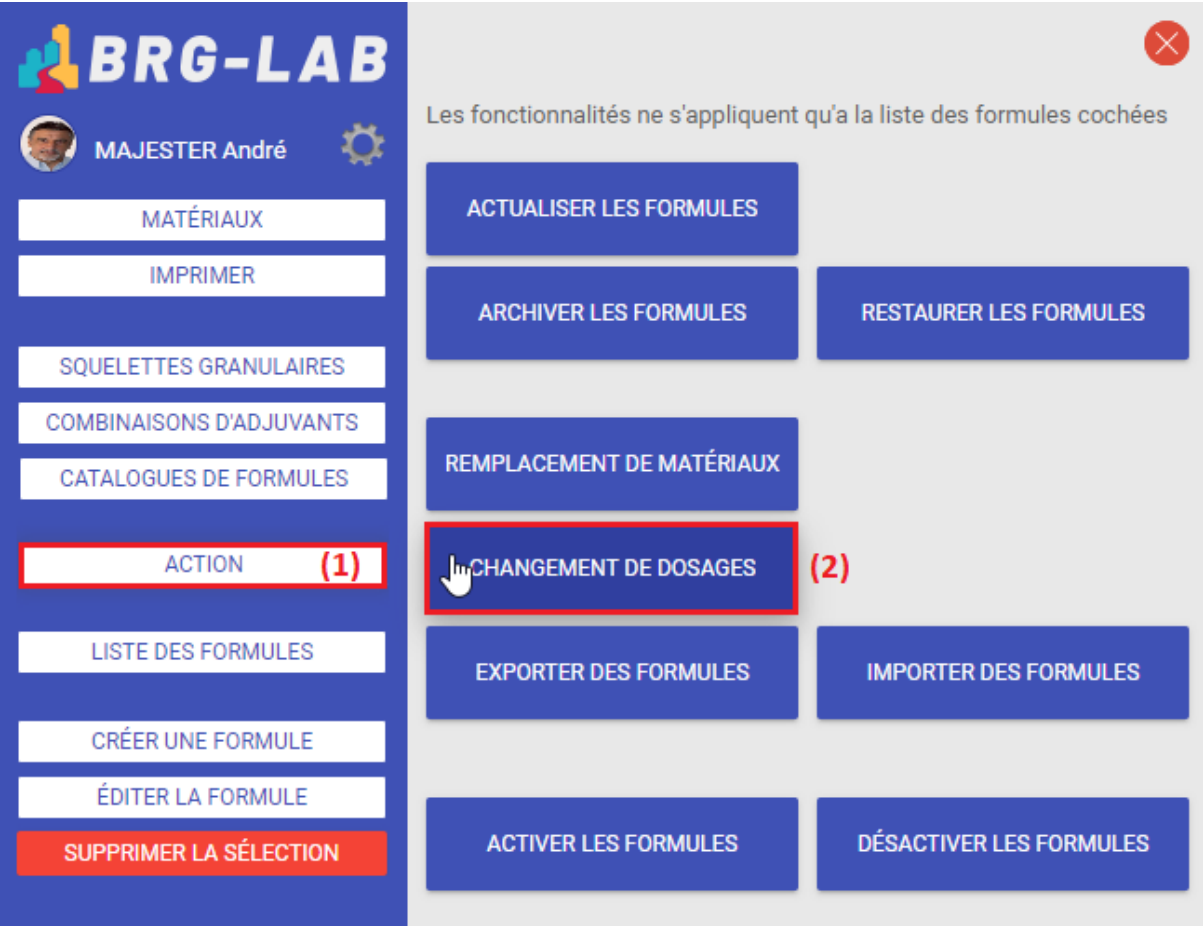 BRG-LAB
MAJESTER André
MATÉRIAUX
IMPRIMER
SQUELETTES GRANULAIRES
COMBINAISONS D'ADJUVANTS
CATALOGUES DE FORMULES
ACTION (1)
LISTE DES FORMULES
CRÉER UNE FORMULE
ÉDITER LA FORMULE
SUPPRIMER LA SÉLECTION
Les fonctionnalités ne s'appliquent qu'a la liste des formules cochées
ACTUALISER LES FORMULES
ARCHIVER LES FORMULES
RESTAURER LES FORMULES
REMPLACEMENT DE MATÉRIAUX
CHANGEMENT DE DOSAGES (2)
EXPORTER DES FORMULES
IMPORTER DES FORMULES
ACTIVER LES FORMULES
DÉSACTIVER LES FORMULES